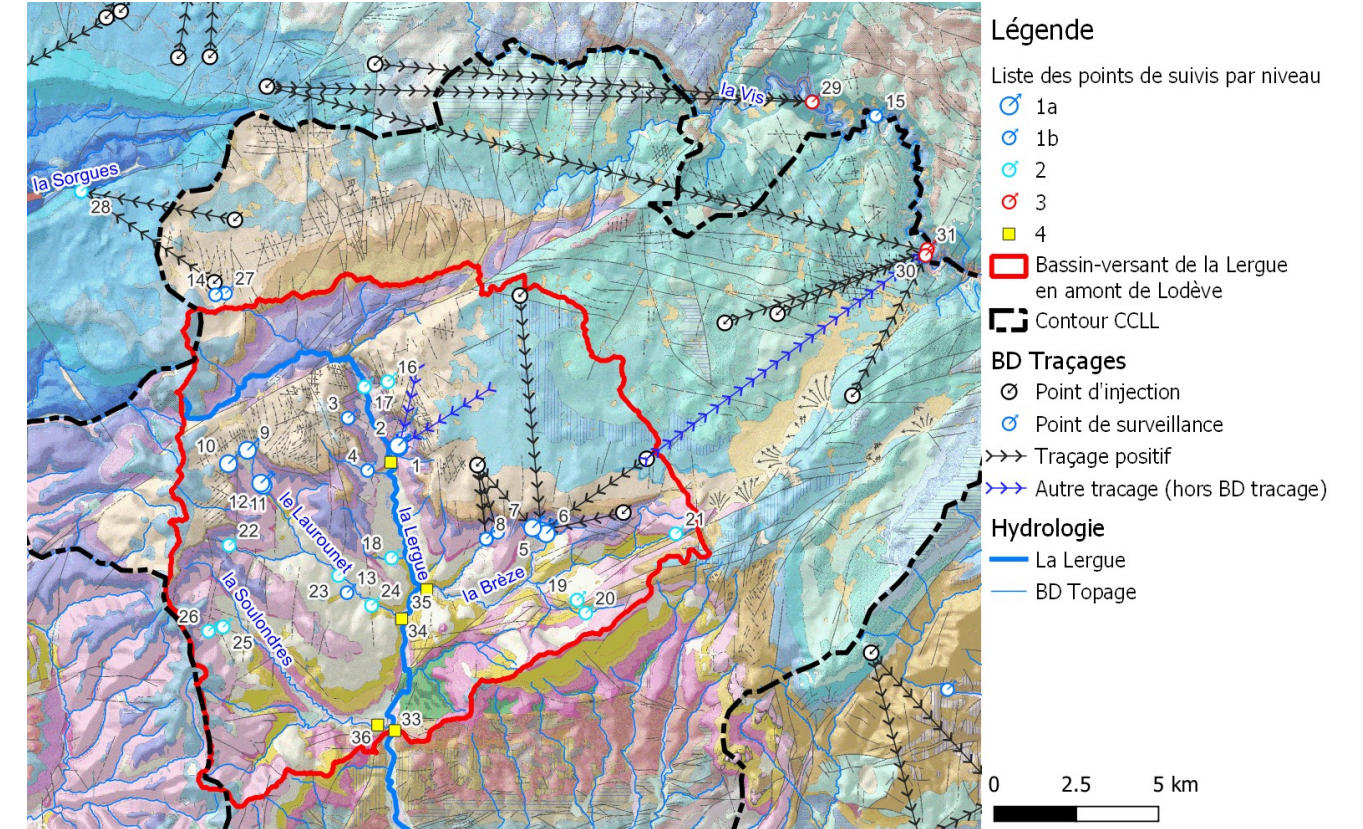 Légende
Liste des points de suivis par niveau
1a
1b
2
3
4
Bassin-versant de la Lergue
en amont de Lodève
Contour CCLL
BD Traçages
Point d'injection
Point de surveillance
Traçage positif
Autre tracage (hors BD tracage)
Hydrologie
La Lergue
BD Topage
0 2.5 5 km
la Vis
29
15
la Sorgues
28
31
30
14
27
16
17
3
2
9
10
4
1
12
11
le Laurounet
la Lergue
7
8
6
5
21
22
18
la Brèze
la Soulondres
13
23
24
35
34
19
20
26
25
33
36